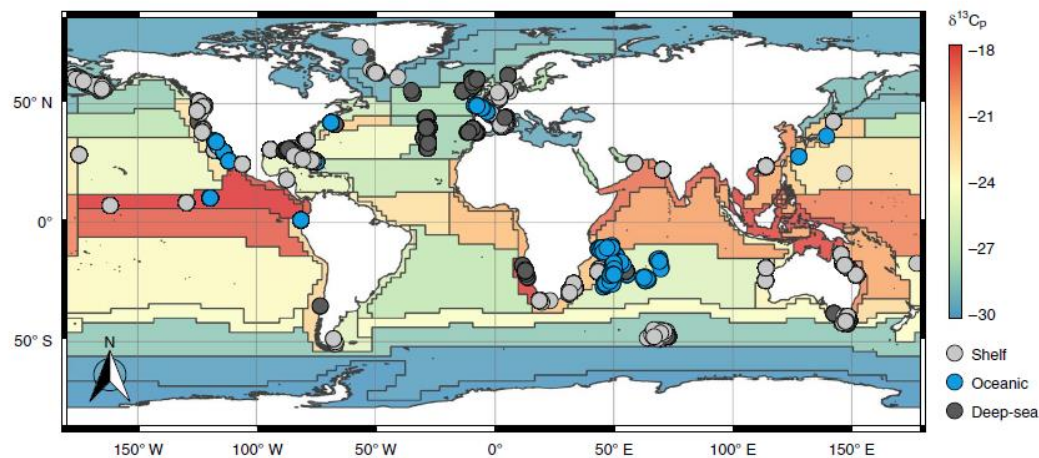 δ¹³Cₚ
–18
–21
–24
–27
–30
50° N
0°
50° S
N
150° W
100° W
50° W
0°
50° E
100° E
150° E
Shelf
Oceanic
Deep-sea